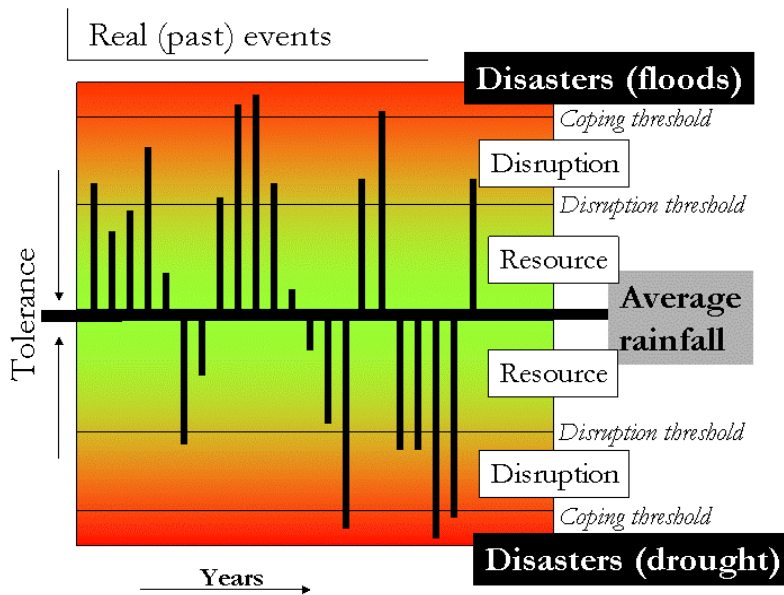 Real (past) events
Disasters (floods)
Coping threshold
Disruption
Disruption threshold
Resource
Tolerance
Average
rainfall
Resource
Disruption threshold
Disruption
Coping threshold
Disasters (drought)
Years